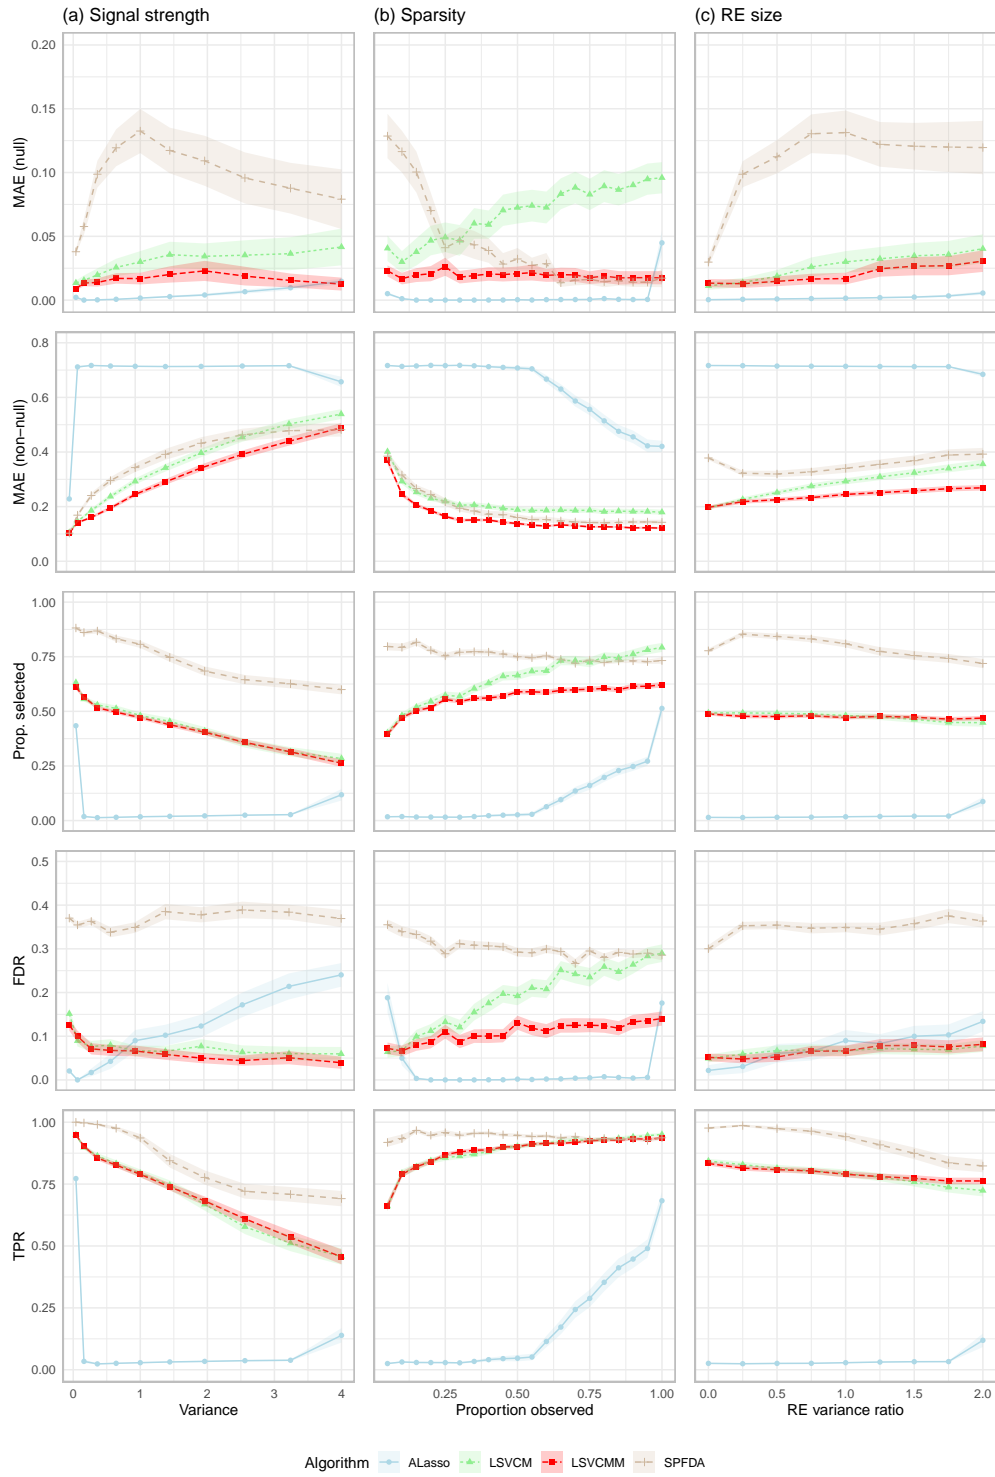 (a) Signal strength
(b) Sparsity
(c) RE size
MAE (null)
0.20
0.15
0.10
0.05
0.00
MAE (non−null)
0.8
0.6
0.4
0.2
0.0
Prop. selected
1.00
0.75
0.50
0.25
0.00
FDR
0.5
0.4
0.3
0.2
0.1
0.0
TPR
1.00
0.75
0.50
0.25
0.00
0 1 2 3 4
0.25 0.50 0.75 1.00
0.0 0.5 1.0 1.5 2.0
Variance
Proportion observed
RE variance ratio
Algorithm ALasso LSVCM LSVCMM SPFDA